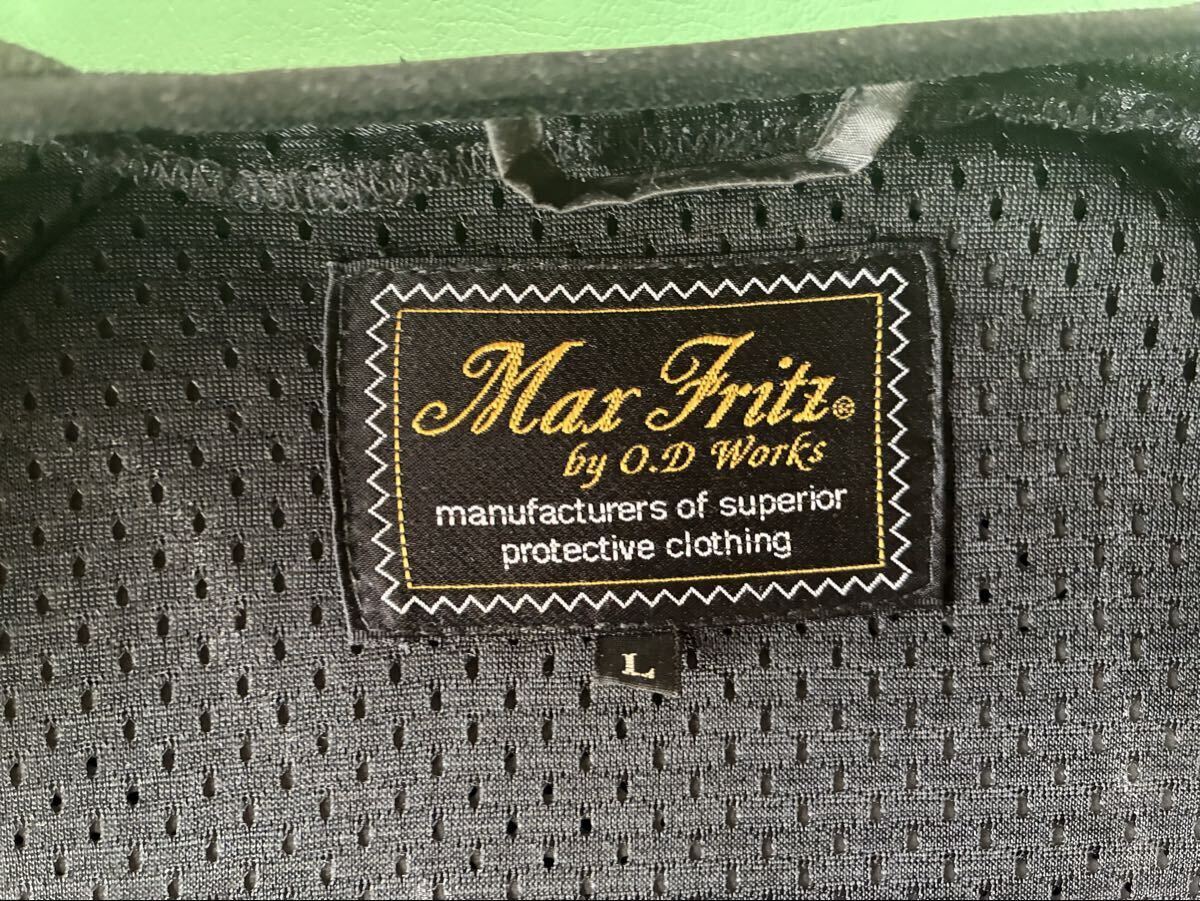 Max Fritz®
by O.D Works
manufacturers of superior
protective clothing
L